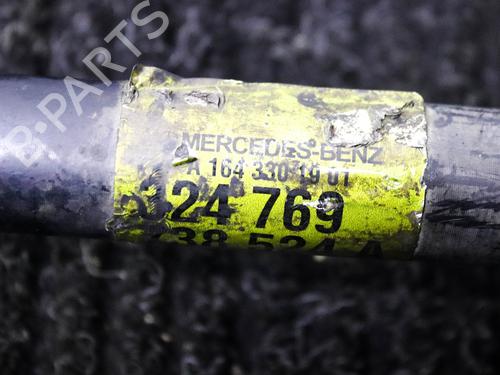 B-PARTS
MERCEDES-BENZ
A 164 330 19 01
324 769